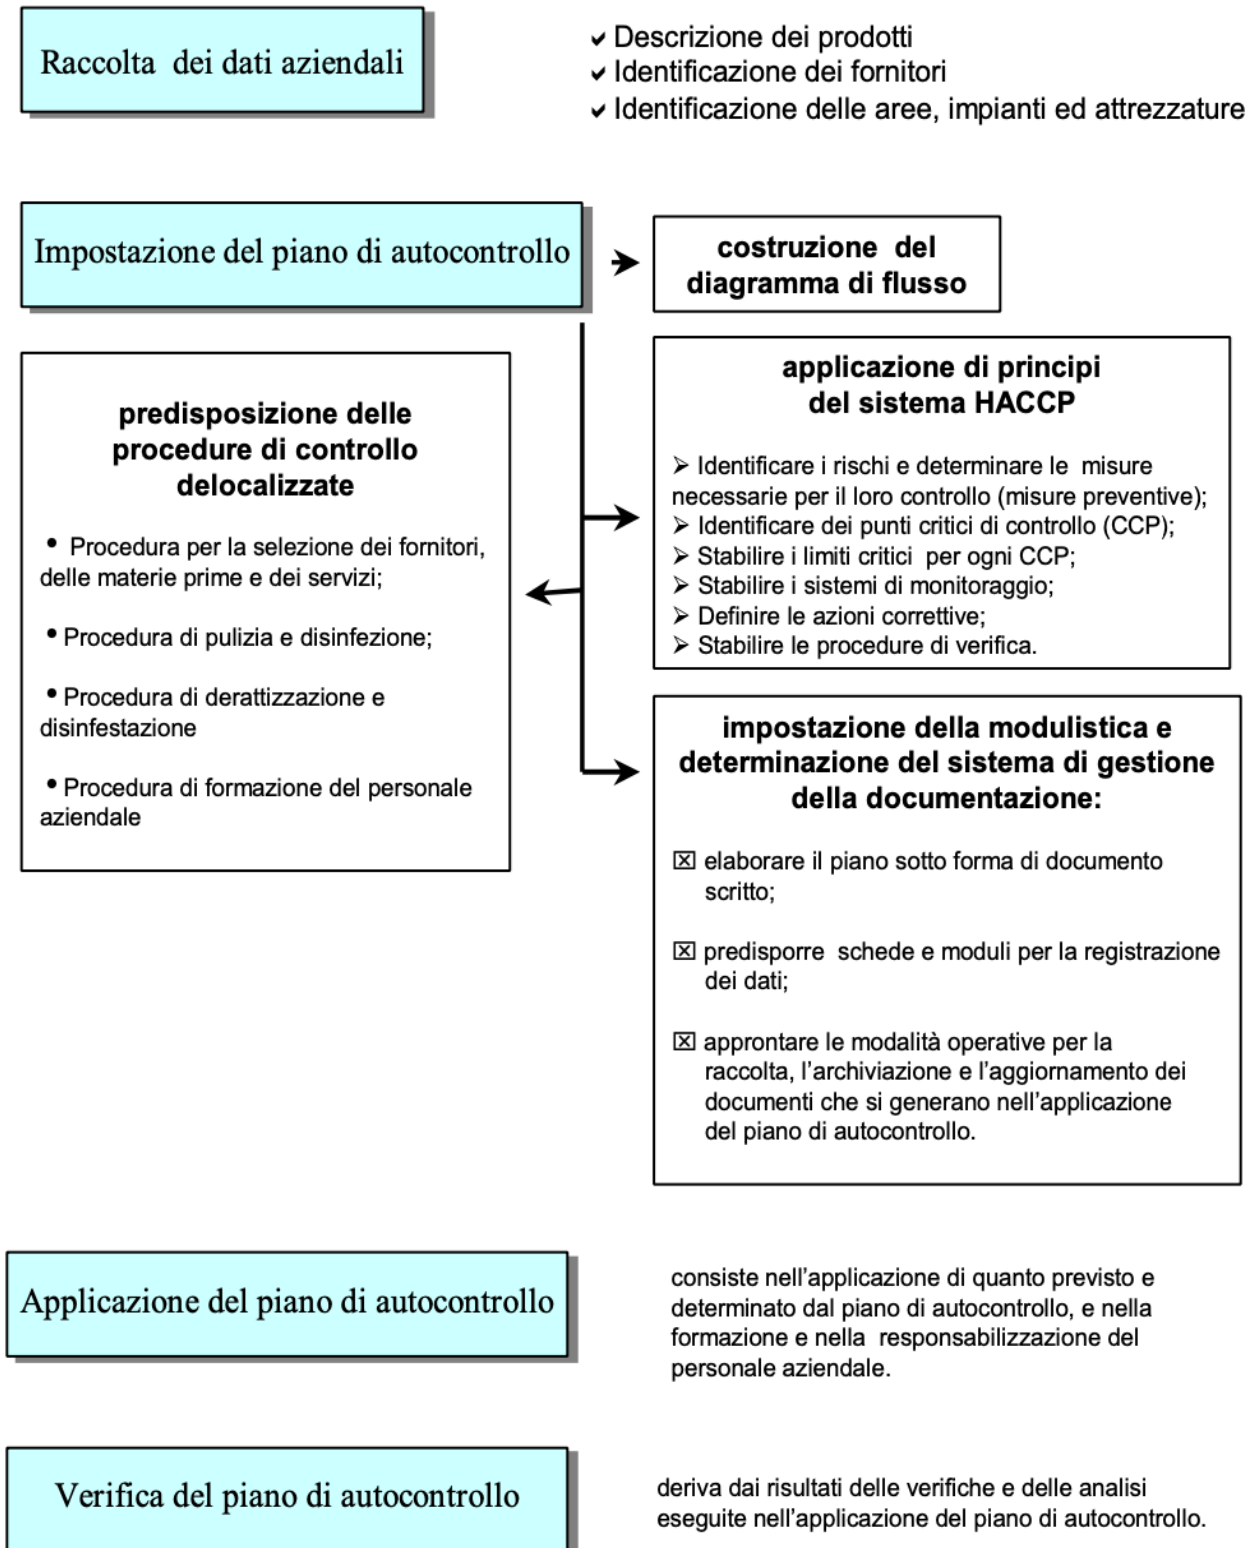 Raccolta dei dati aziendali
✓ Descrizione dei prodotti
✓ Identificazione dei fornitori
✓ Identificazione delle aree, impianti ed attrezzature
Impostazione del piano di autocontrollo
costruzione del
diagramma di flusso
predisposizione delle
procedure di controllo
delocalizzate
• Procedura per la selezione dei fornitori,
delle materie prime e dei servizi;
• Procedura di pulizia e disinfezione;
• Procedura di derattizzazione e
disinfestazione
• Procedura di formazione del personale
aziendale
applicazione di principi
del sistema HACCP
➢ Identificare i rischi e determinare le misure
necessarie per il loro controllo (misure preventive);
➢ Identificare dei punti critici di controllo (CCP);
➢ Stabilire i limiti critici per ogni CCP;
➢ Stabilire i sistemi di monitoraggio;
➢ Definire le azioni correttive;
➢ Stabilire le procedure di verifica.
impostazione della modulistica e
determinazione del sistema di gestione
della documentazione:
☒ elaborare il piano sotto forma di documento
scritto;
☒ predisporre schede e moduli per la registrazione
dei dati;
☒ approntare le modalità operative per la
raccolta, l'archiviazione e l'aggiornamento dei
documenti che si generano nell'applicazione
del piano di autocontrollo.
Applicazione del piano di autocontrollo
consiste nell'applicazione di quanto previsto e
determinato dal piano di autocontrollo, e nella
formazione e nella responsabilizzazione del
personale aziendale.
Verifica del piano di autocontrollo
deriva dai risultati delle verifiche e delle analisi
eseguite nell'applicazione del piano di autocontrollo.